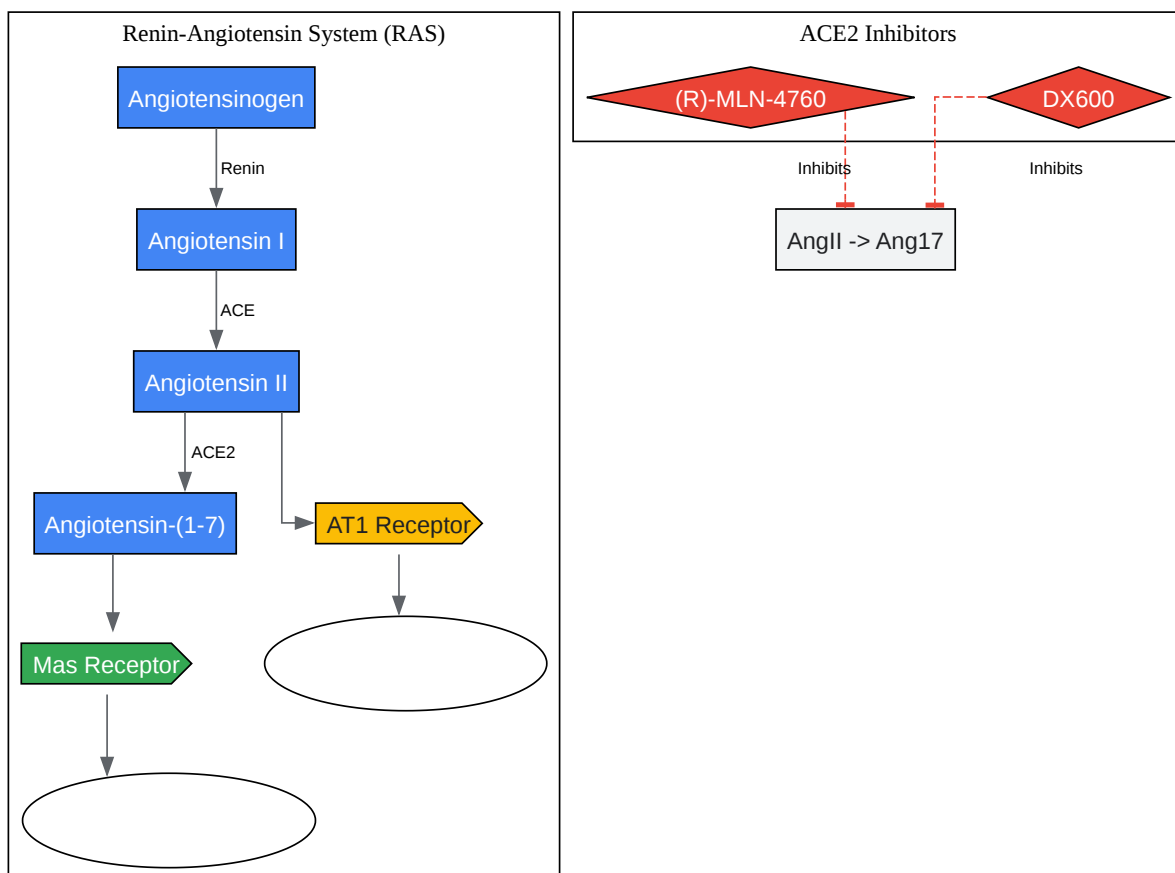 Renin-Angiotensin System (RAS)
Angiotensinogen
Renin
Angiotensin I
ACE
Angiotensin II
ACE2
Angiotensin-(1-7)
AT1 Receptor
Mas Receptor
ACE2 Inhibitors
(R)-MLN-4760
DX600
Inhibits
Inhibits
AngII -> Ang17